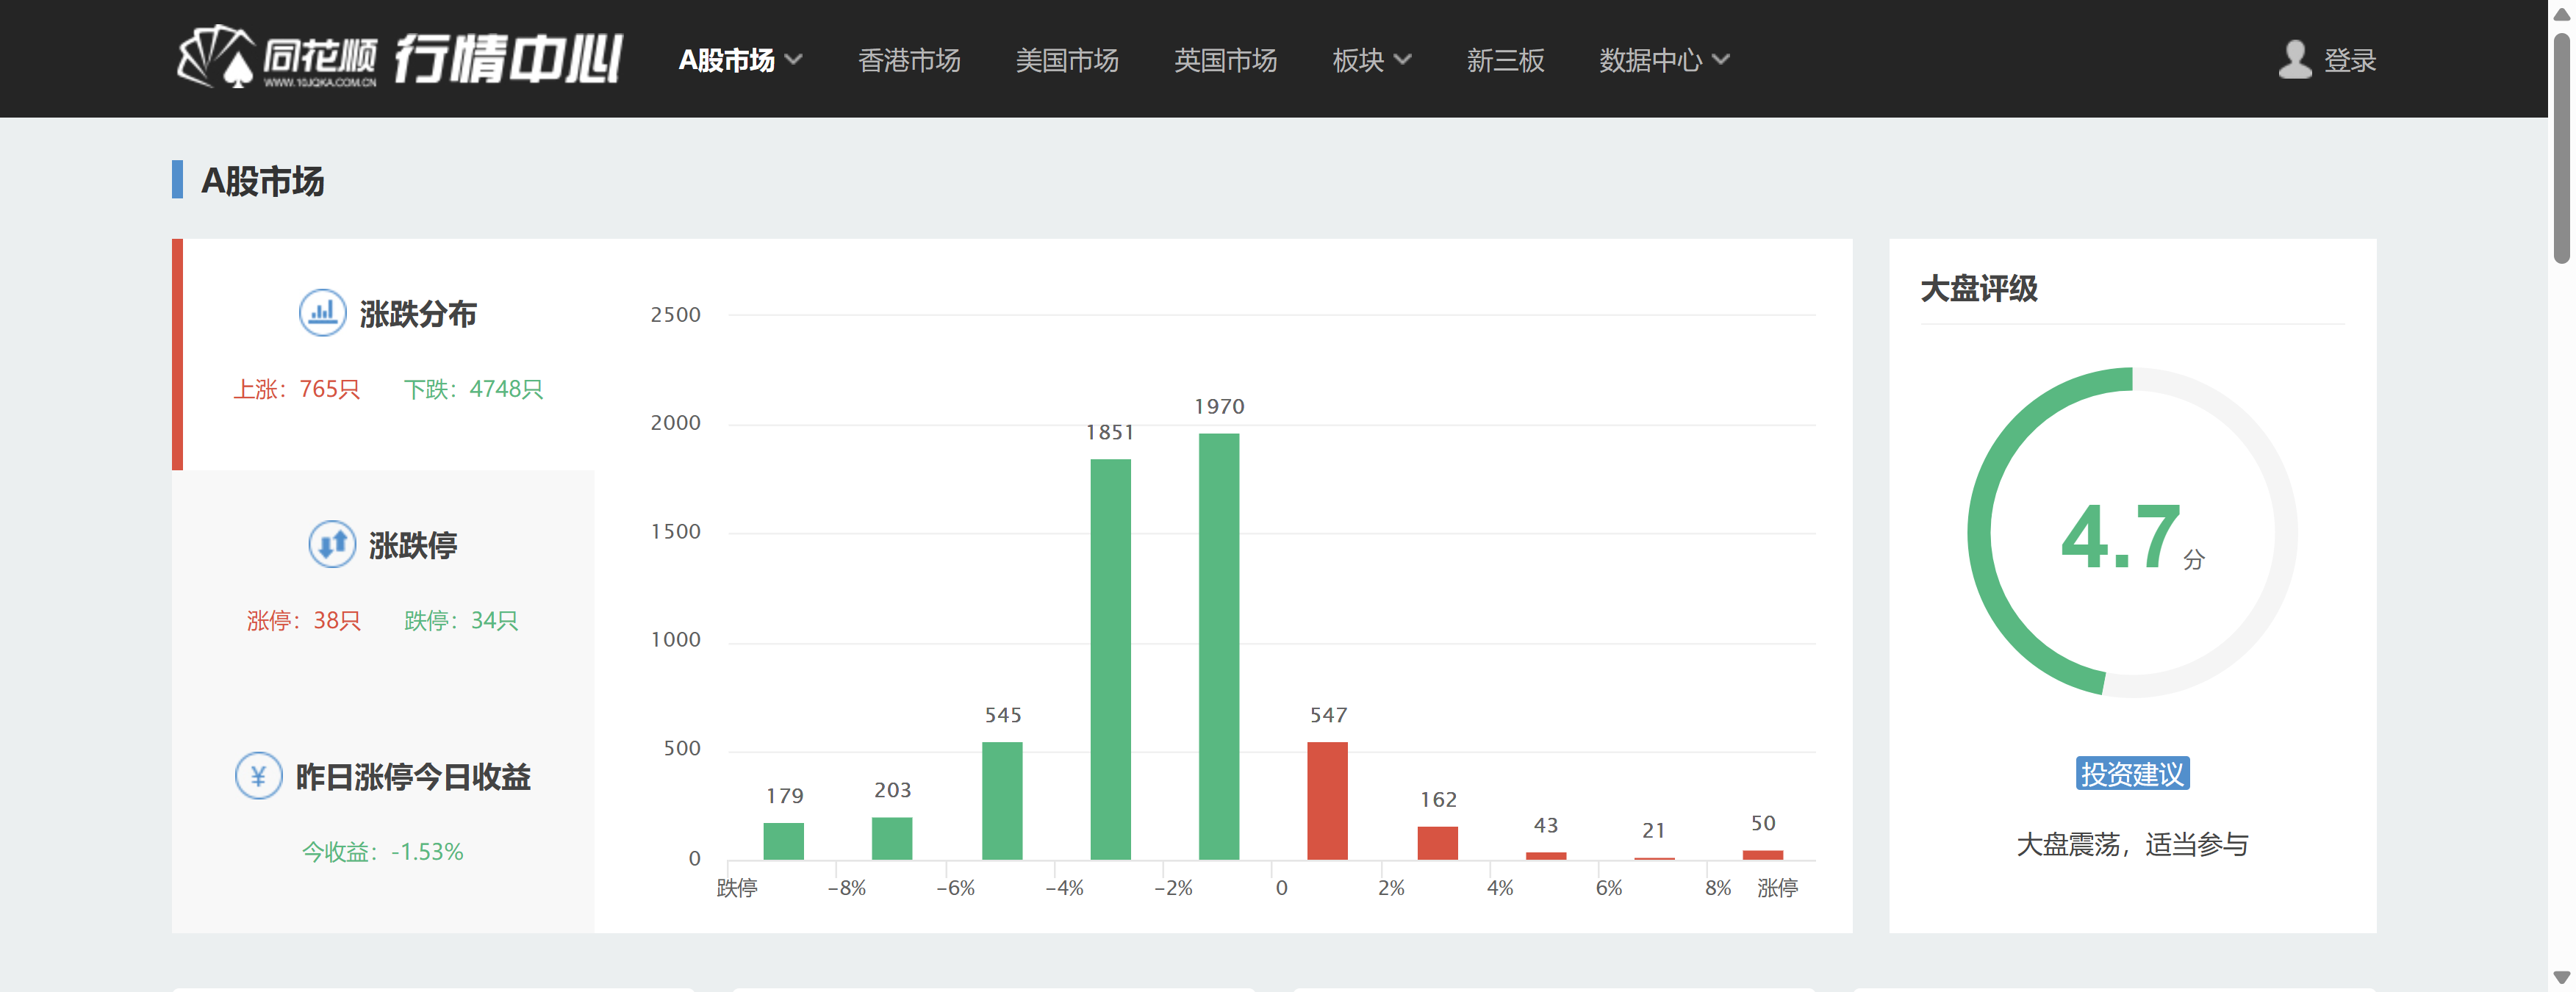 同花顺 行情中心
WWW.10JQKA.COM.CN
A股市场 香港市场 美国市场 英国市场 板块 新三板 数据中心 登录
A股市场
涨跌分布
上涨：765只 下跌：4748只
涨跌停
涨停：38只 跌停：34只
昨日涨停今日收益
今收益：-1.53%
2500
2000
1500
1000
500
0
179 203 545 1851 1970 547 162 43 21 50
跌停 -8% -6% -4% -2% 0 2% 4% 6% 8% 涨停
大盘评级
4.7分
投资建议
大盘震荡，适当参与